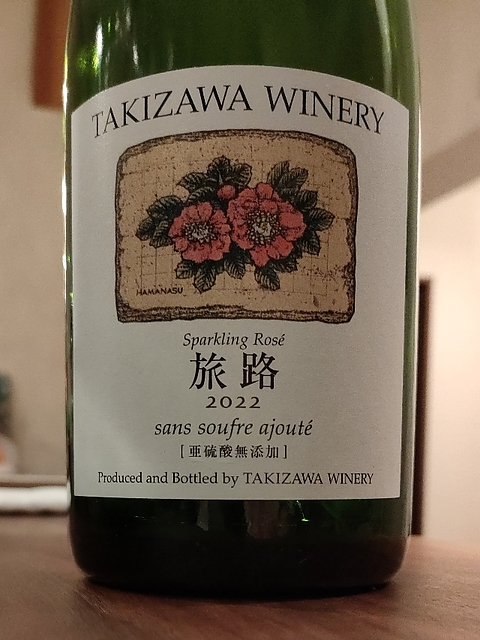 TAKIZAWA WINERY
HAMANASU
Sparkling Rosé
旅路
2022
sans soufre ajouté
[亜硫酸無添加]
Produced and Bottled by TAKIZAWA WINERY